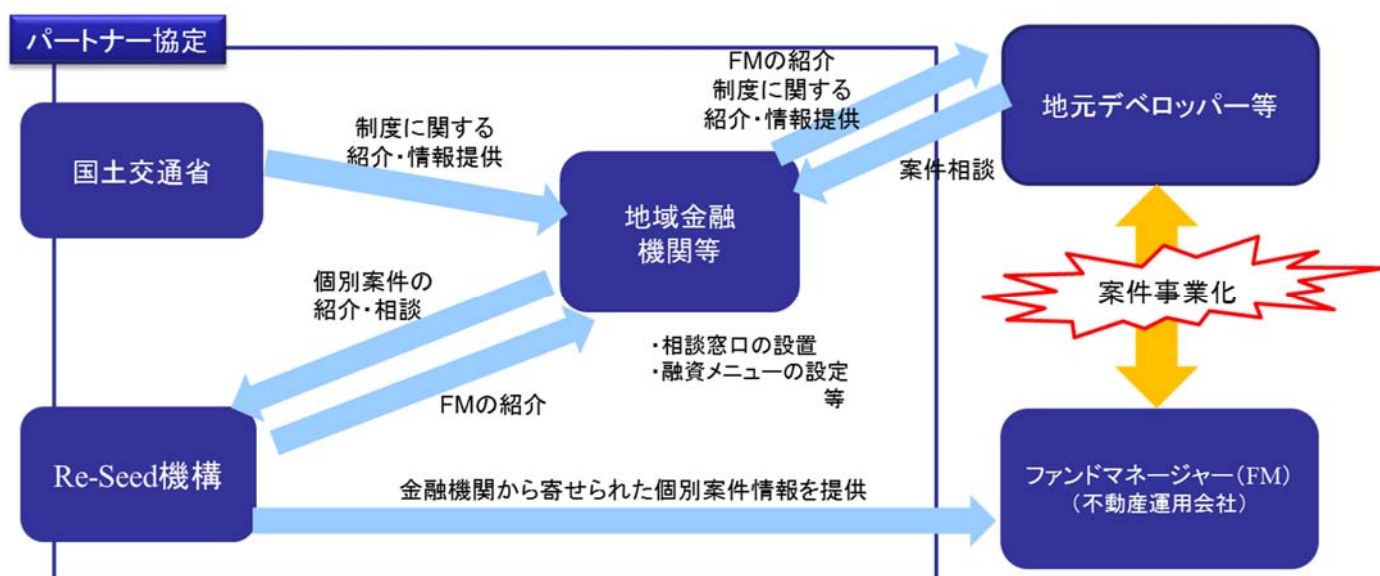 パートナー協定
国土交通省
制度に関する
紹介・情報提供
FMの紹介
制度に関する
紹介・情報提供
地元デベロッパー等
案件相談
地域金融
機関等
個別案件の
紹介・相談
・相談窓口の設置
・融資メニューの設定
等
案件事業化
FMの紹介
Re-Seed機構
金融機関から寄せられた個別案件情報を提供
ファンドマネージャー(FM)
(不動産運用会社)